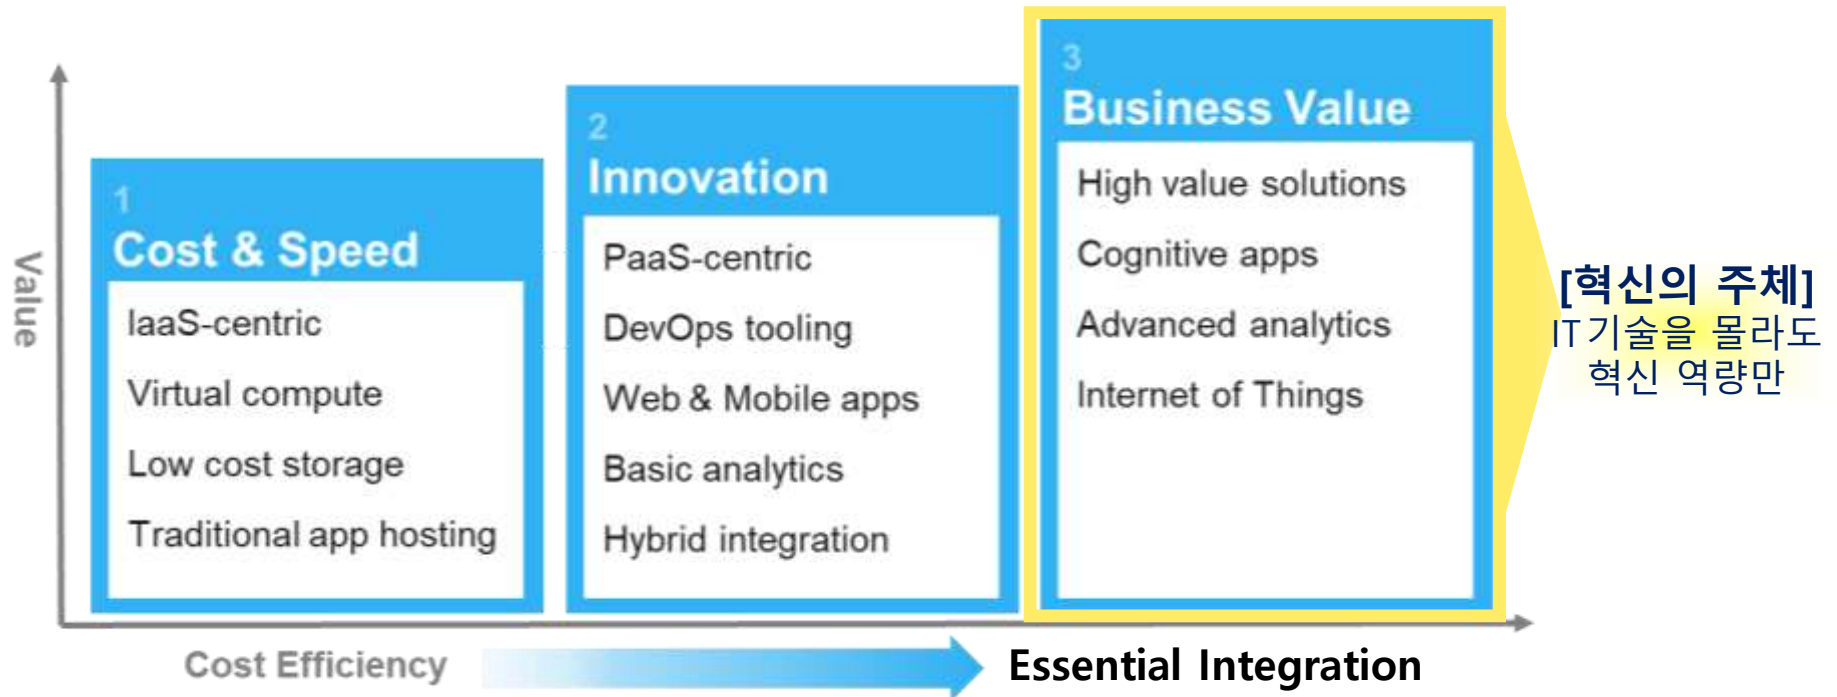 Value
1
Cost & Speed
IaaS-centric
Virtual compute
Low cost storage
Traditional app hosting
2
Innovation
PaaS-centric
DevOps tooling
Web & Mobile apps
Basic analytics
Hybrid integration
3
Business Value
High value solutions
Cognitive apps
Advanced analytics
Internet of Things
[혁신의 주체]
IT기술을 몰라도
혁신 역량만
Cost Efficiency
Essential Integration